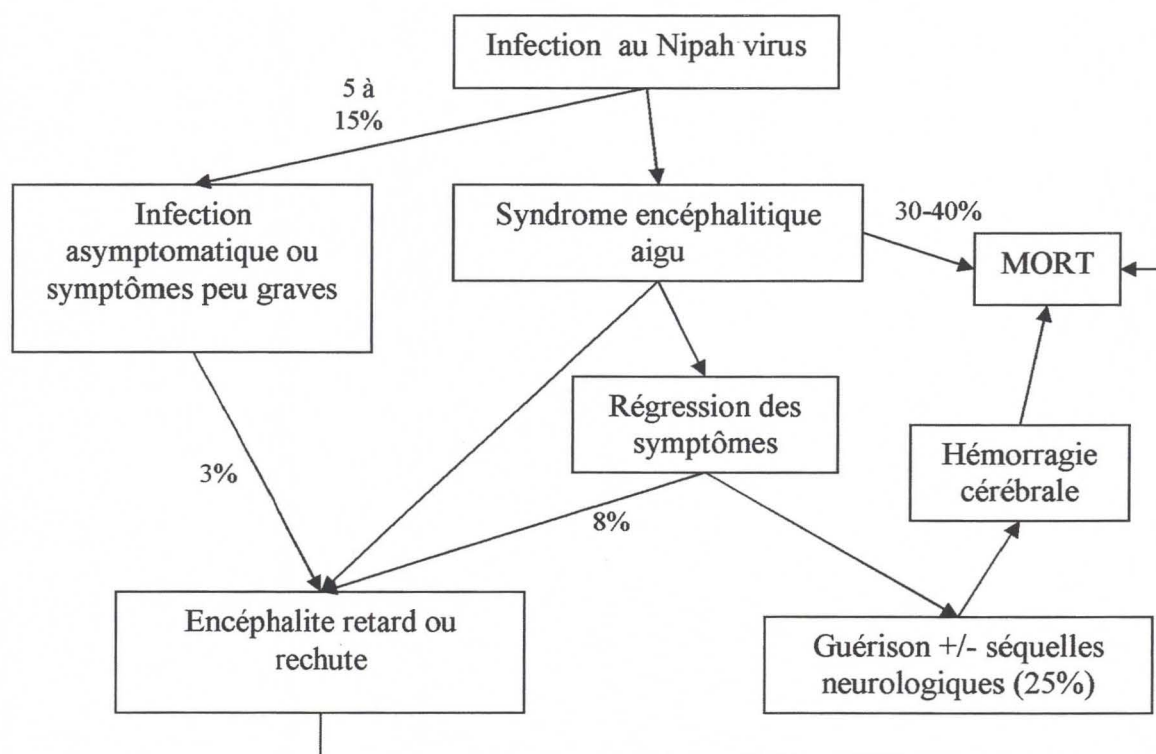 Infection au Nipah virus
5 à
15%
Infection
asymptomatique ou
symptômes peu graves
Syndrome encéphalitique
aigu
30-40%
MORT
Régression des
symptômes
Hémorragie
cérébrale
3%
8%
Encéphalite retard ou
rechute
Guérison +/- séquelles
neurologiques (25%)